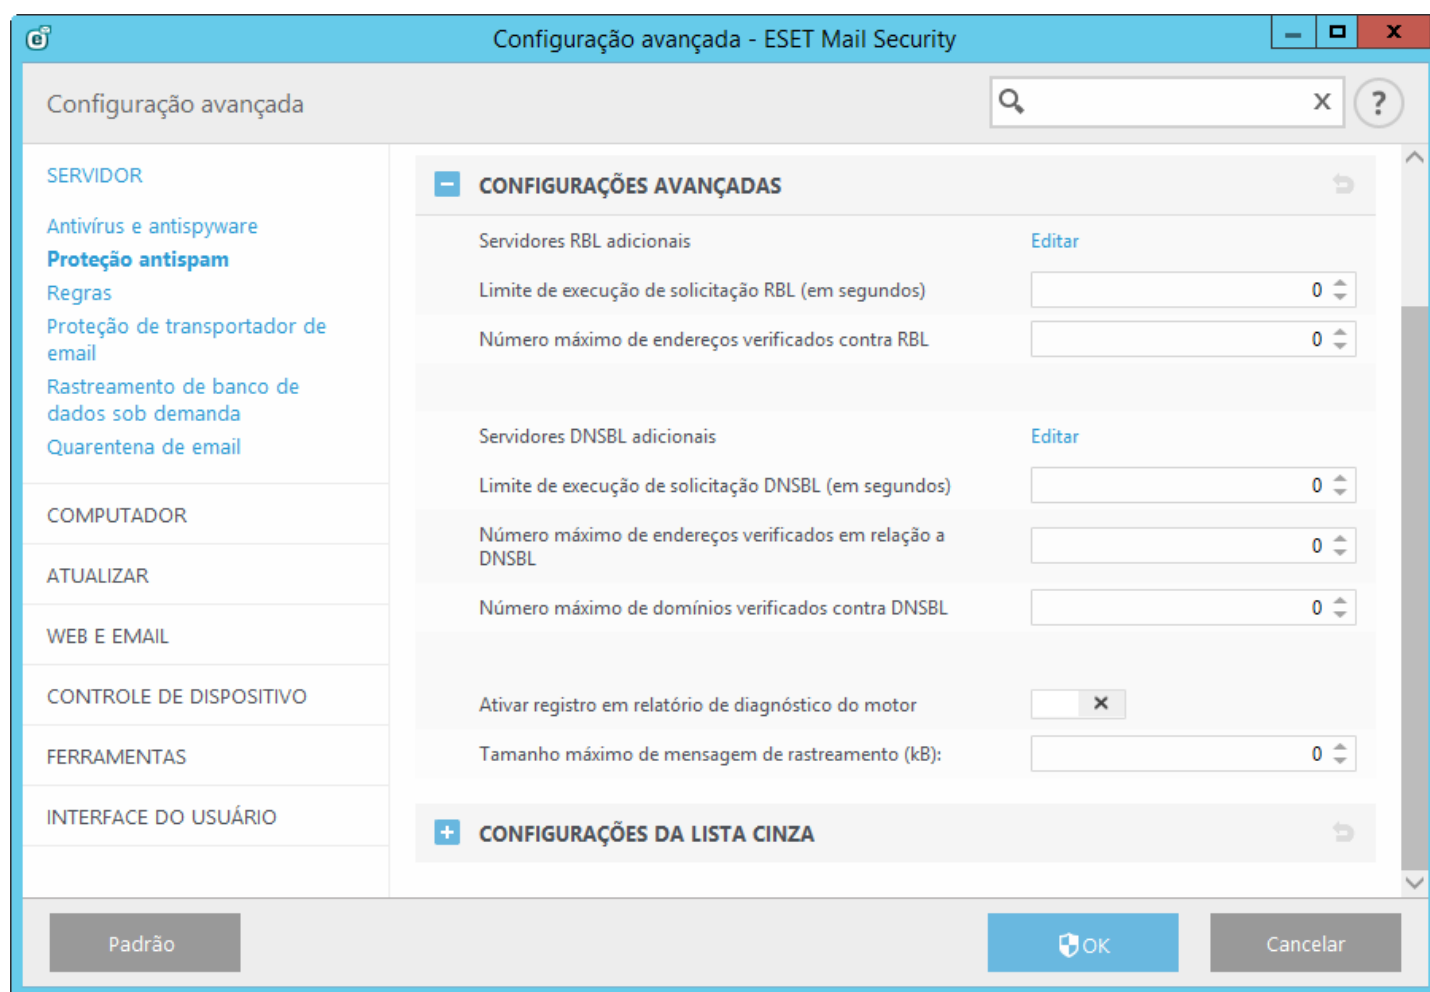 Configuração avançada - ESET Mail Security
Configuração avançada
?
SERVIDOR
Antivírus e antispyware
Proteção antispam
Regras
Proteção de transportador de
email
Rastreamento de banco de
dados sob demanda
Quarentena de email
COMPUTADOR
ATUALIZAR
WEB E EMAIL
CONTROLE DE DISPOSITIVO
FERRAMENTAS
INTERFACE DO USUÁRIO
CONFIGURAÇÕES AVANÇADAS
Servidores RBL adicionais Editar
Limite de execução de solicitação RBL (em segundos) 0
Número máximo de endereços verificados contra RBL 0
Servidores DNSBL adicionais Editar
Limite de execução de solicitação DNSBL (em segundos) 0
Número máximo de endereços verificados em relação a
DNSBL 0
Número máximo de domínios verificados contra DNSBL 0
Ativar registro em relatório de diagnóstico do motor
Tamanho máximo de mensagem de rastreamento (kB): 0
CONFIGURAÇÕES DA LISTA CINZA
Padrão
OK
Cancelar